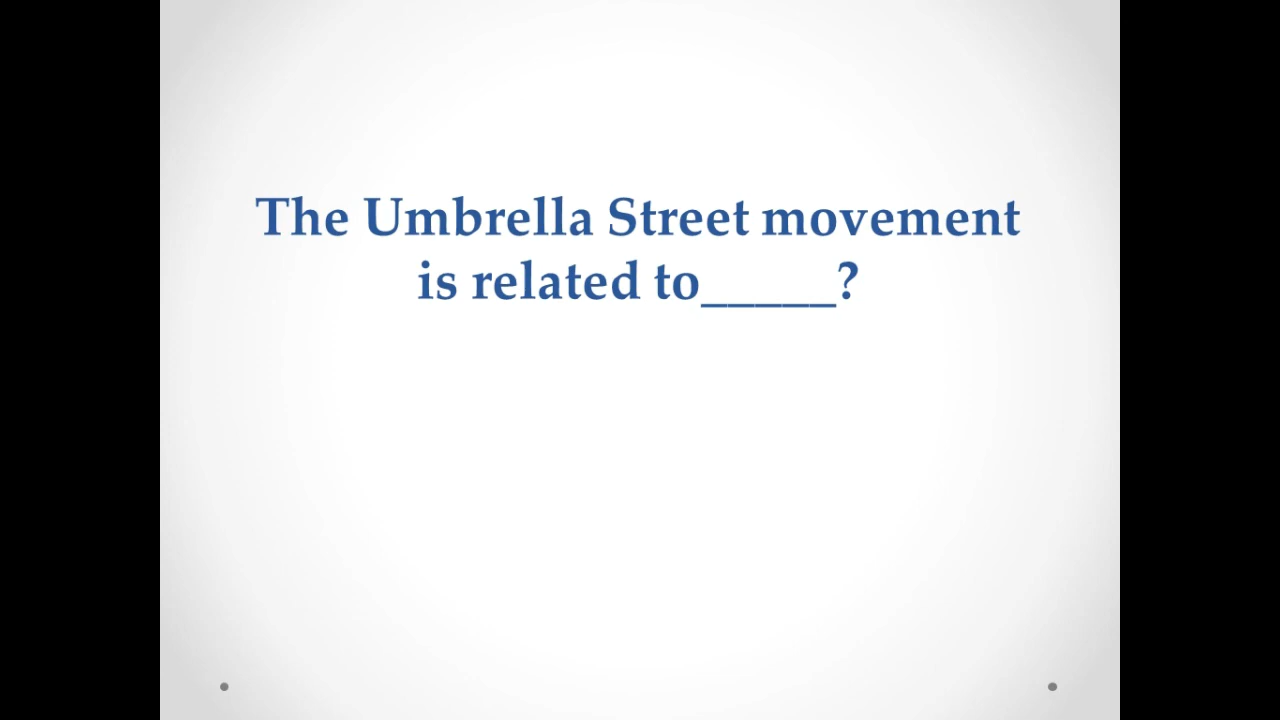 The Umbrella Street movement
is related to_____?